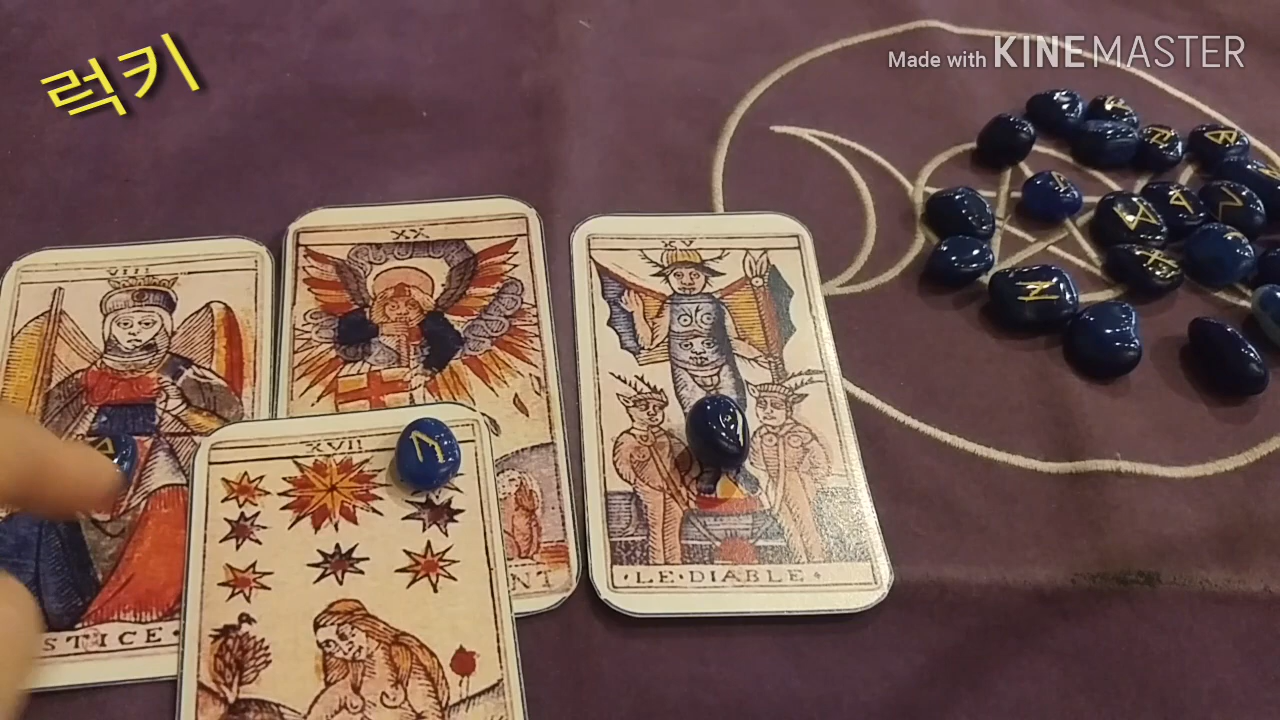 럭키
Made with KINEMASTER
VIII
XX
XV
XVII
STICE
NT
LE·DIABLE